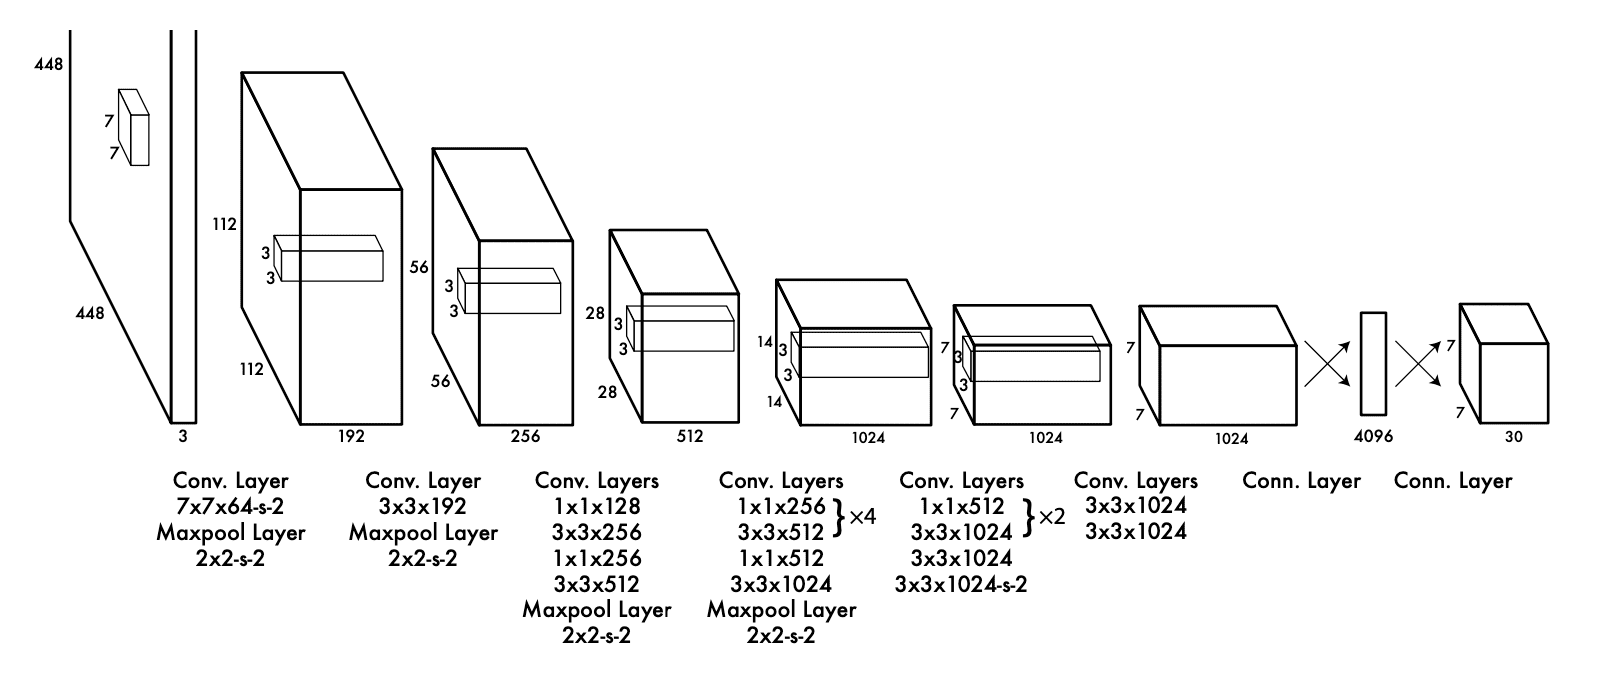 448
7
7
448
3
112
3
3
112
192
56
3
3
56
256
28
3
3
28
512
14
3
3
14
1024
7
3
3
7
1024
7
7
1024
4096
7
7
30
Conv. Layer
7x7x64-s-2
Maxpool Layer
2x2-s-2
Conv. Layer
3x3x192
Maxpool Layer
2x2-s-2
Conv. Layers
1x1x128
3x3x256
1x1x256
3x3x512
Maxpool Layer
2x2-s-2
Conv. Layers
1x1x256
3x3x512
}×4
1x1x512
3x3x1024
Maxpool Layer
2x2-s-2
Conv. Layers
1x1x512
3x3x1024
}×2
3x3x1024
3x3x1024-s-2
Conv. Layers
3x3x1024
3x3x1024
Conn. Layer
Conn. Layer